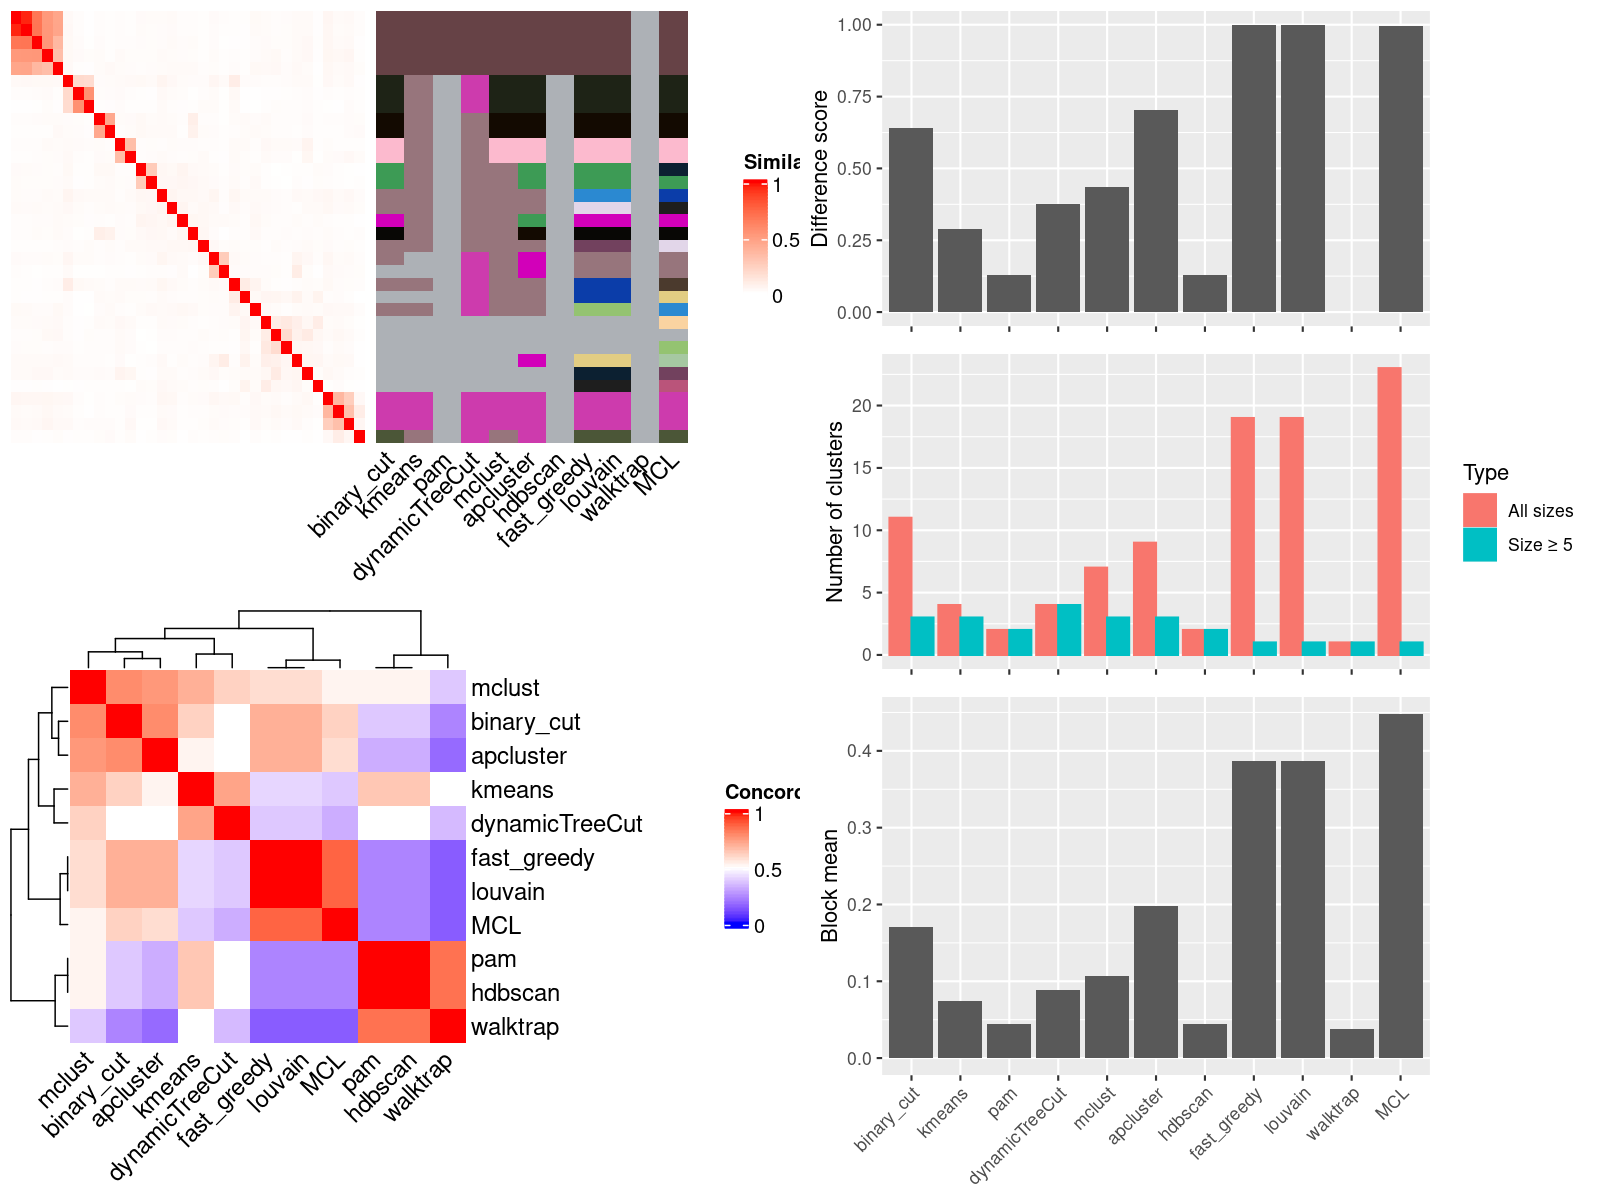 Simila
1
0.5
0
binary_cut
kmeans
pam
dynamicTreeCut
mclust
apcluster
hdbscan
fast_greedy
louvain
walktrap
MCL
mclust
binary_cut
apcluster
kmeans
dynamicTreeCut
fast_greedy
louvain
MCL
pam
hdbscan
walktrap
mclust
binary_cut
apcluster
kmeans
dynamicTreeCut
fast_greedy
louvain
MCL
pam
hdbscan
walktrap
Concord
1
0.5
0
Difference score
1.00
0.75
0.50
0.25
0.00
Number of clusters
20
15
10
5
0
Type
All sizes
Size ≥ 5
Block mean
0.4
0.3
0.2
0.1
0.0
binary_cut
kmeans
pam
dynamicTreeCut
mclust
apcluster
hdbscan
fast_greedy
louvain
walktrap
MCL